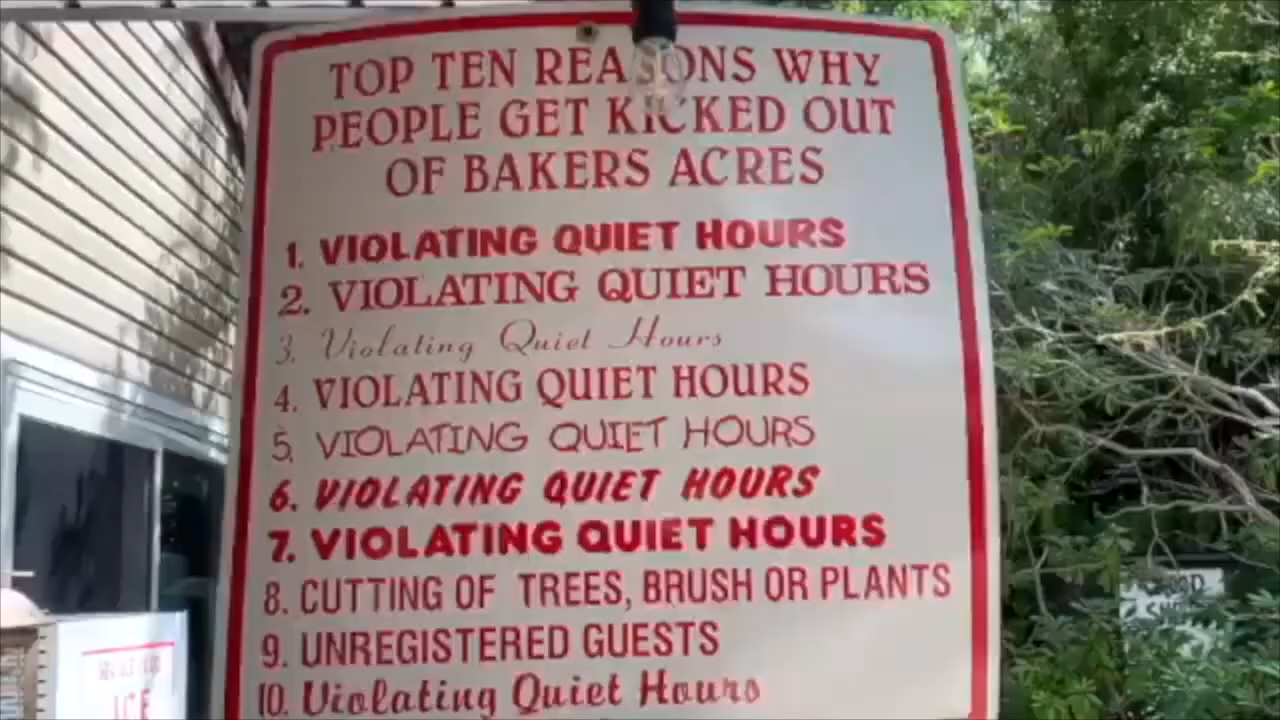 TOP TEN REASONS WHY
PEOPLE GET KICKED OUT
OF BAKERS ACRES
1. VIOLATING QUIET HOURS
2. VIOLATING QUIET HOURS
3. Violating Quiet Hours
4. VIOLATING QUIET HOURS
5. VIOLATING QUIET HOURS
6. VIOLATING QUIET HOURS
7. VIOLATING QUIET HOURS
8. CUTTING OF TREES, BRUSH OR PLANTS
9. UNREGISTERED GUESTS
10. Violating Quiet Hours
ICE